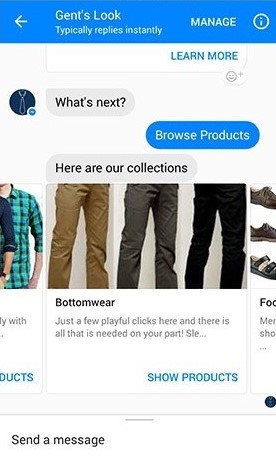 Gent's Look
Typically replies instantly
MANAGE
LEARN MORE
What's next?
Browse Products
Here are our collections
Bottomwear
Just a few playful clicks here and there is
all that is needed on your part! Sle...
SHOW PRODUCTS
ly with
...
DUCTS
Foo
Men
sho
...
Send a message